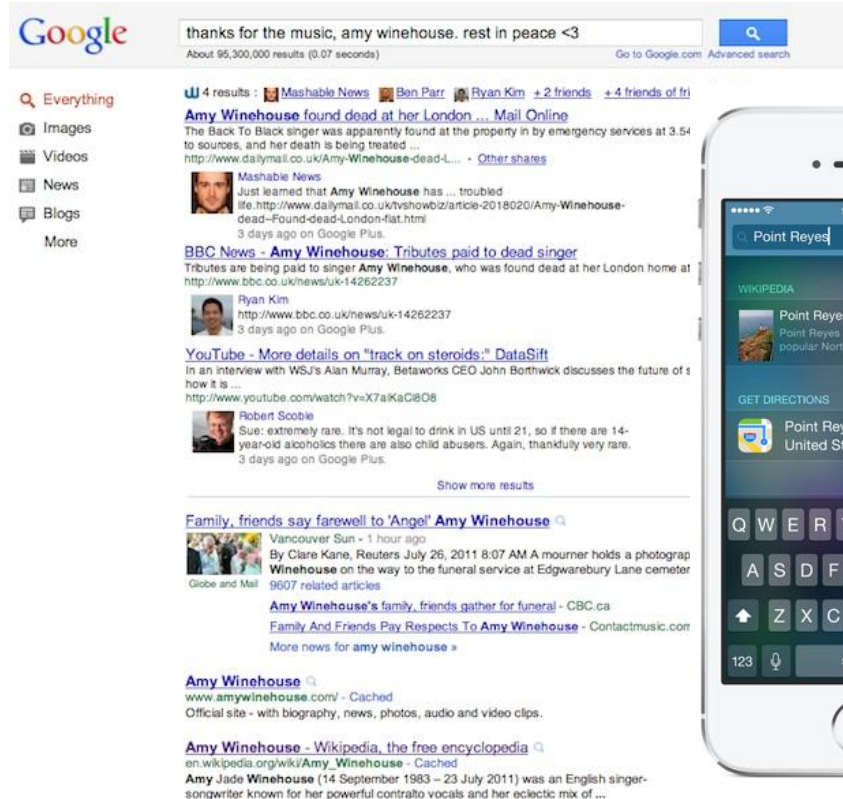 Google
thanks for the music, amy winehouse. rest in peace <3
About 95,300,000 results (0.07 seconds)
Go to Google.com Advanced search
Everything
Images
Videos
News
Blogs
More
4 results : Mashable News Ben Parr Ryan Kim + 2 friends + 4 friends of fri
Amy Winehouse found dead at her London ... Mail Online
The Back To Black singer was apparently found at the property in by emergency services at 3.54
to sources, and her death is being treated ...
http://www.dailymail.co.uk/Amy-Winehouse-dead-L... - Other shares
Mashable News
Just learned that Amy Winehouse has ... troubled
life.http://www.dailymail.co.uk/tvshowbiz/article-2018020/Amy-Winehouse-
dead--Found-dead-London-flat.html
3 days ago on Google Plus.
BBC News - Amy Winehouse: Tributes paid to dead singer
Tributes are being paid to singer Amy Winehouse, who was found dead at her London home at
http://www.bbc.co.uk/news/uk-14262237
Ryan Kim
http://www.bbc.co.uk/news/uk-14262237
3 days ago on Google Plus.
YouTube - More details on "track on steroids:" DataSift
In an interview with WSJ's Alan Murray, Betaworks CEO John Borthwick discusses the future of s
how it is ...
http://www.youtube.com/watch?v=X7alKaCl8O8
Robert Scoble
Sue: extremely rare. It's not legal to drink in US until 21, so if there are 14-
year-old alcoholics there are also child abusers. Again, thankfully very rare.
3 days ago on Google Plus.
Show more results
Family, friends say farewell to 'Angel' Amy Winehouse
Vancouver Sun - 1 hour ago
By Clare Kane, Reuters July 26, 2011 8:07 AM A mourner holds a photograp
Winehouse on the way to the funeral service at Edgwarebury Lane cemeter
Globe and Mail
9607 related articles
Amy Winehouse's family, friends gather for funeral - CBC.ca
Family And Friends Pay Respects To Amy Winehouse - Contactmusic.com
More news for amy winehouse »
Amy Winehouse
www.amywinehouse.com/ - Cached
Official site - with biography, news, photos, audio and video clips.
Amy Winehouse - Wikipedia, the free encyclopedia
en.wikipedia.org/wiki/Amy_Winehouse - Cached
Amy Jade Winehouse (14 September 1983 – 23 July 2011) was an English singer-
songwriter known for her powerful contralto vocals and her eclectic mix of ...
Point Reyes
WIKIPEDIA
Point Reye
Point Reyes
popular Nort
GET DIRECTIONS
Point Rey
United St
Q W E R T
A S D F
Z X C
123